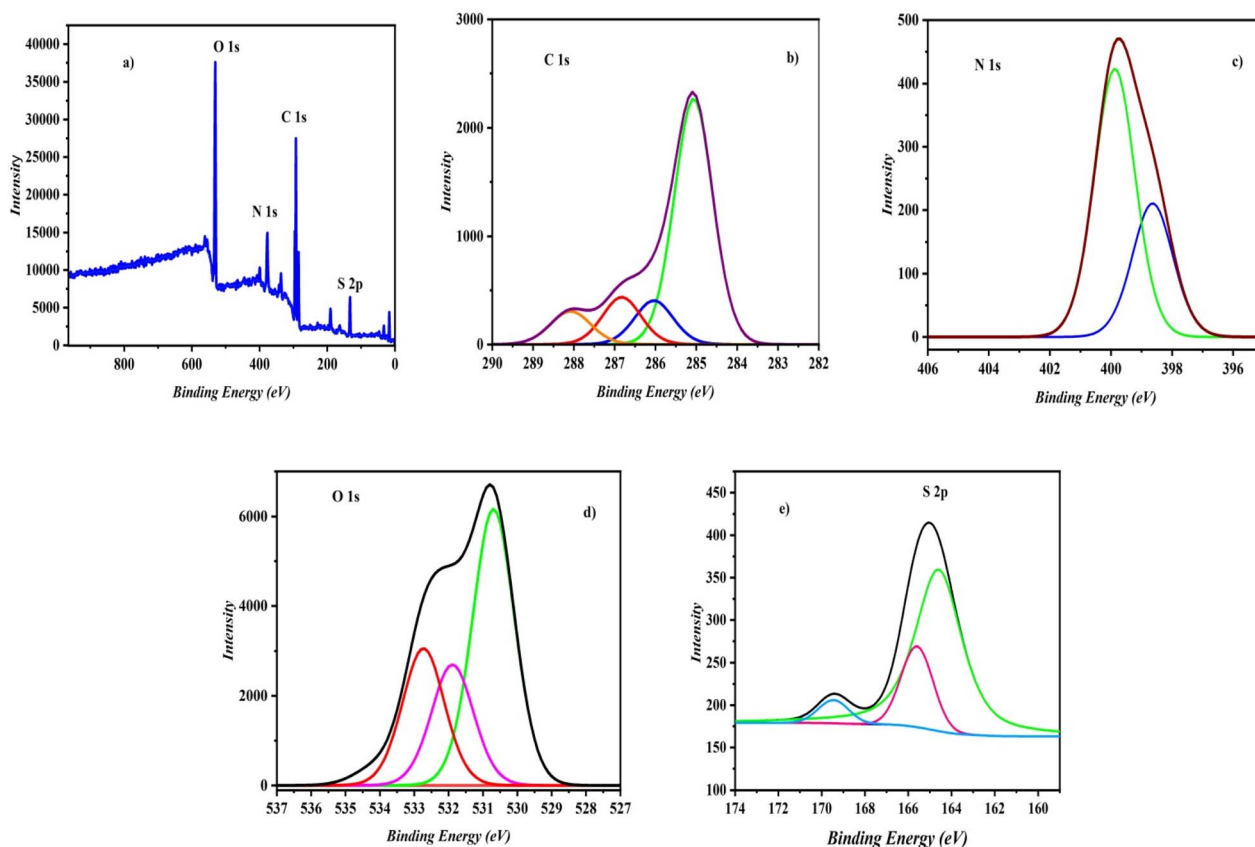 a)
O 1s
C 1s
N 1s
S 2p
40000
35000
30000
25000
20000
15000
10000
5000
0
800 600 400 200 0
Intensity
Binding Energy (eV)
C 1s
b)
3000
2000
1000
0
290 289 288 287 286 285 284 283 282
Intensity
Binding Energy (eV)
N 1s
c)
500
400
300
200
100
0
406 404 402 400 398 396
Intensity
Binding Energy (eV)
O 1s
d)
6000
4000
2000
0
537 536 535 533 532 531 530 528 527
Intensity
Binding Energy (eV)
S 2p
e)
450
400
350
300
250
200
150
100
174 172 170 168 166 164 162 160
Intensity
Binding Energy (eV)